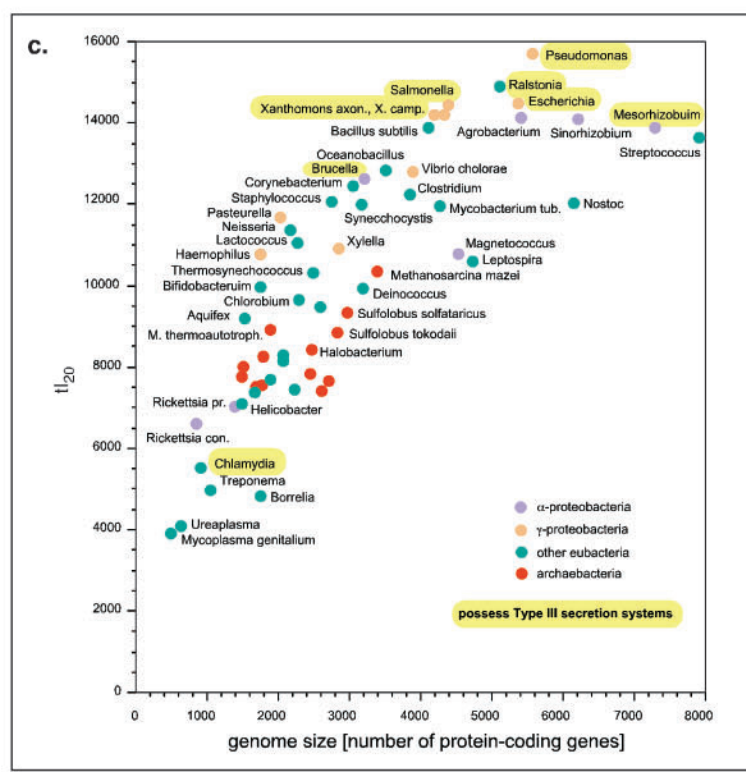 c.
16000
14000
12000
10000
8000
6000
4000
2000
0
tI20
Pseudomonas
Ralstonia
Salmonella
Escherichia
Xanthomons axon., X. camp.
Mesorhizobuim
Bacillus subtilis
Agrobacterium
Sinorhizobium
Streptococcus
Oceanobacillus
Brucella
Vibrio cholorae
Corynebacterium
Clostridium
Staphylococcus
Synecchocystis
Mycobacterium tub.
Nostoc
Pasteurella
Neisseria
Lactococcus
Xylella
Magnetococcus
Haemophilus
Leptospira
Thermosynechococcus
Methanosarcina mazei
Bifidobacteruim
Deinococcus
Chlorobium
Sulfolobus solfataricus
Aquifex
M. thermoautotroph.
Sulfolobus tokodaii
Halobacterium
Rickettsia pr.
Helicobacter
Rickettsia con.
Chlamydia
Treponema
Borrelia
Ureaplasma
Mycoplasma genitalium
α-proteobacteria
γ-proteobacteria
other eubacteria
archaebacteria
possess Type III secretion systems
0 1000 2000 3000 4000 5000 6000 7000 8000
genome size [number of protein-coding genes]